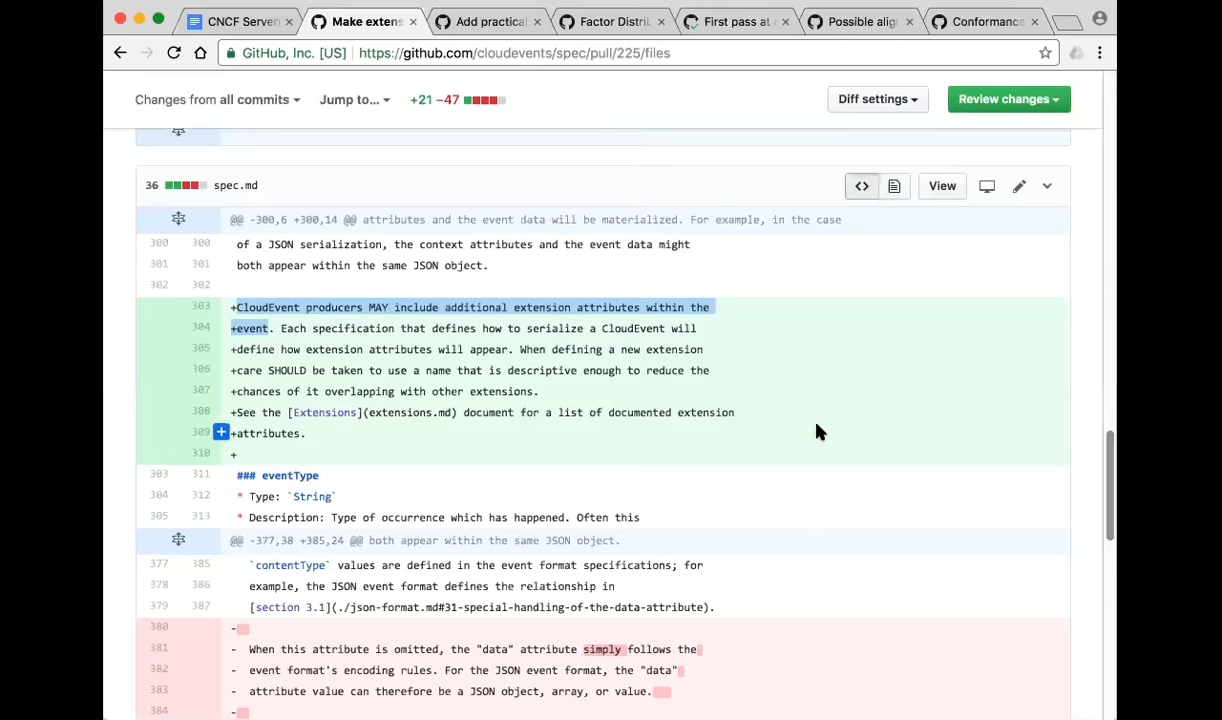 CNCF Server
Make extens
Add practical
Factor Distrib
First pass at
Possible alig
Conformance
GitHub, Inc. [US] https://github.com/cloudevents/spec/pull/225/files
Changes from all commits Jump to... +21 −47 Diff settings Review changes
36 spec.md <> View
@@ -300,6 +300,14 @@ attributes and the event data will be materialized. For example, in the case
300 300 of a JSON serialization, the context attributes and the event data might
301 301 both appear within the same JSON object.
302 302
303 +CloudEvent producers MAY include additional extension attributes within the
304 +event. Each specification that defines how to serialize a CloudEvent will
305 +define how extension attributes will appear. When defining a new extension
306 +care SHOULD be taken to use a name that is descriptive enough to reduce the
307 +chances of it overlapping with other extensions.
308 +See the [Extensions](extensions.md) document for a list of documented extension
309 +attributes.
310 +
303 311 ### eventType
304 312 * Type: `String`
305 313 * Description: Type of occurrence which has happened. Often this
@@ -377,38 +385,24 @@ both appear within the same JSON object.
377 385 `contentType` values are defined in the event format specifications; for
378 386 example, the JSON event format defines the relationship in
379 387 [section 3.1](./json-format.md#31-special-handling-of-the-data-attribute).
380 -
381 - When this attribute is omitted, the "data" attribute simply follows the
382 - event format's encoding rules. For the JSON event format, the "data"
383 - attribute value can therefore be a JSON object, array, or value.
384 -